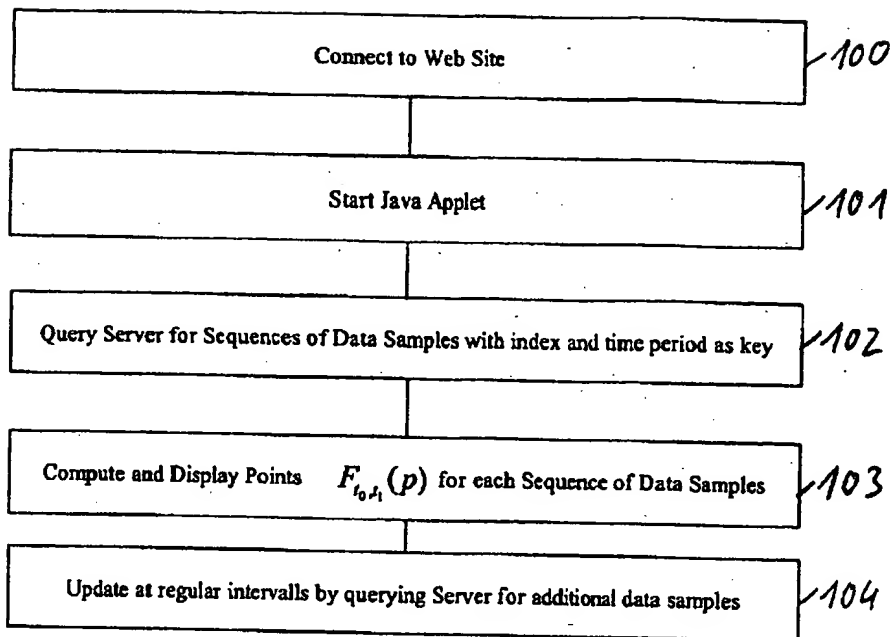 Connect to Web Site 100
Start Java Applet 101
Query Server for Sequences of Data Samples with index and time period as key 102
Compute and Display Points F_{t_0,t_1}(p) for each Sequence of Data Samples 103
Update at regular intervalls by querying Server for additional data samples 104